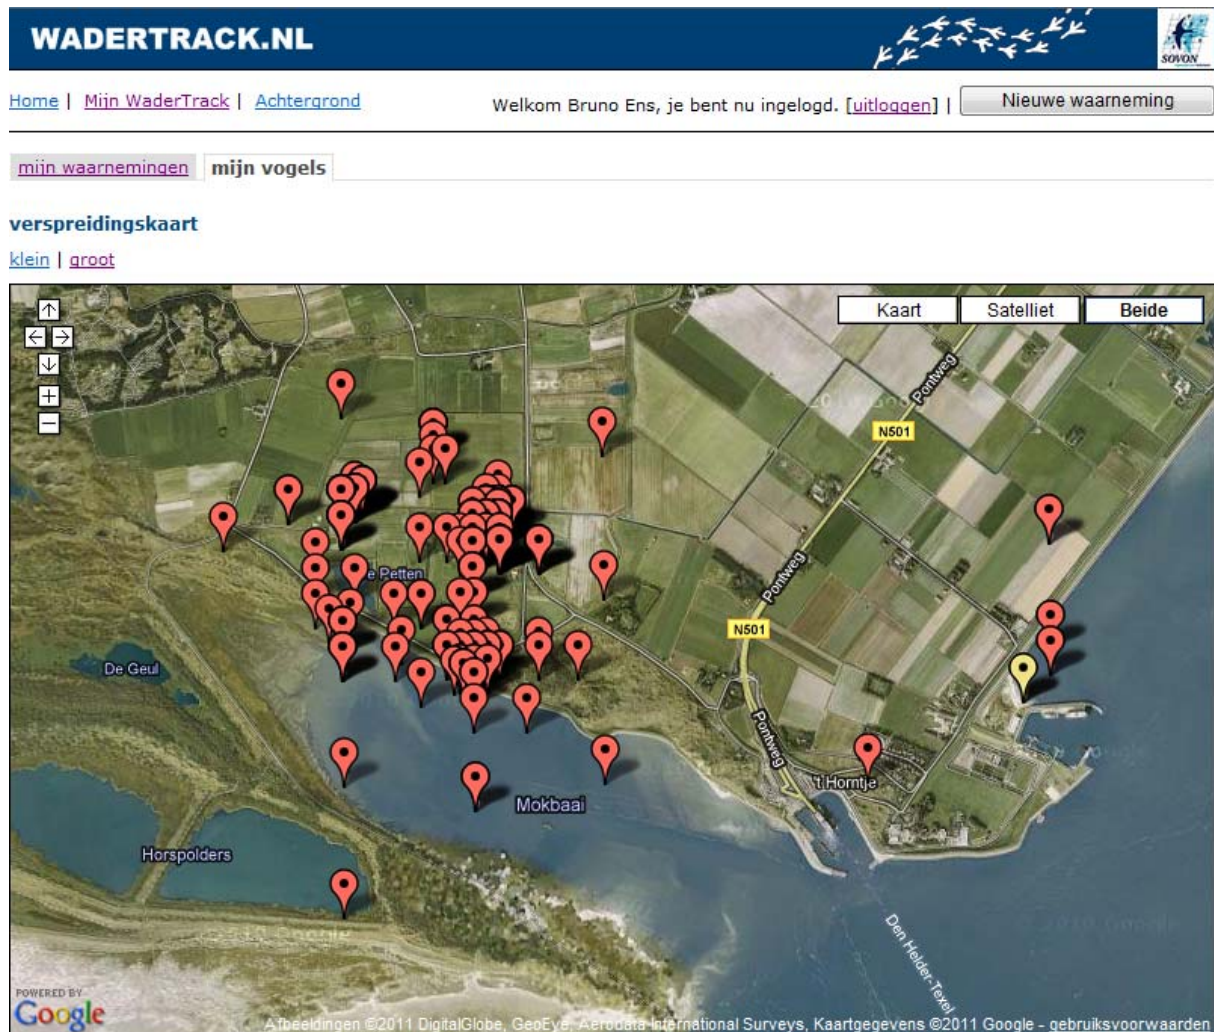 WADERTRACK.NL
SOVON
Home | Mijn WaderTrack | Achtergrond
Welkom Bruno Ens, je bent nu ingelogd. [uitloggen] |
Nieuwe waarneming
mijn waarnemingen
mijn vogels
verspreidingskaart
klein | groot
Kaart
Satelliet
Beide
Pontweg
N501
Pontweg
e Petten
N501
De Geul
Pontweg
't Horntje
Mokbaai
Horspolders
Den Helder-Texel
POWERED BY
Google
Afbeeldingen ©2011 DigitalGlobe, GeoEye, Aerodata International Surveys, Kaartgegevens ©2011 Google - gebruiksvoorwaarden